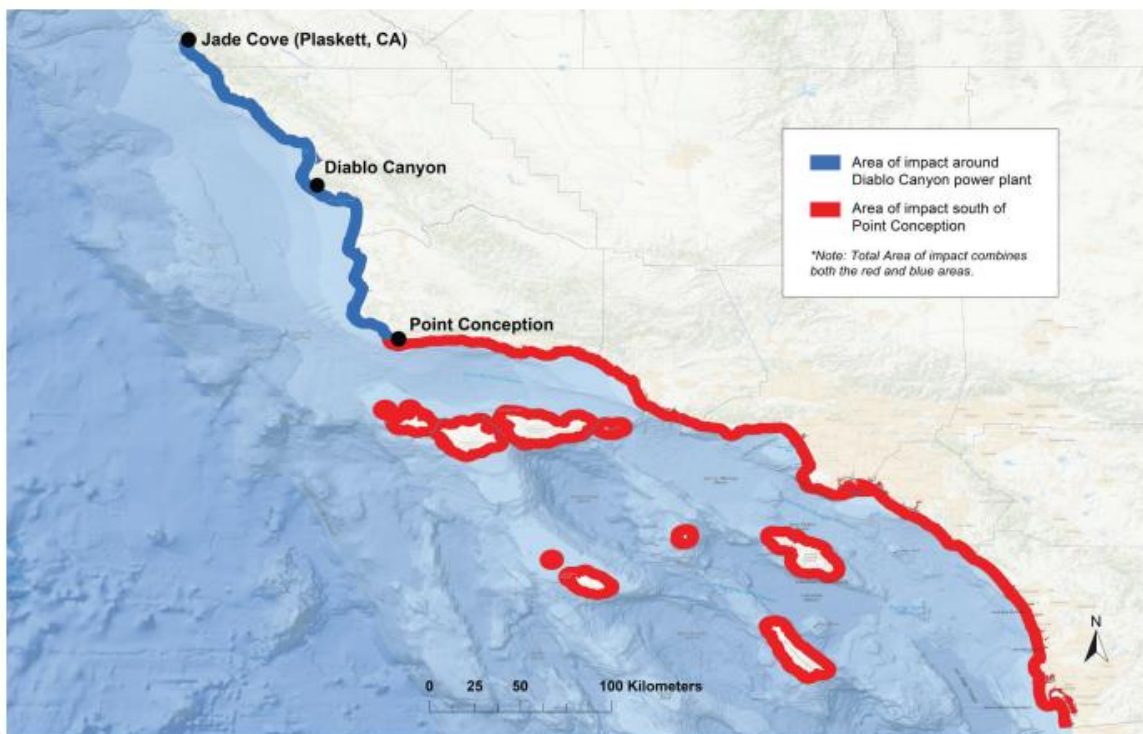 Jade Cove (Plaskett, CA)
Diablo Canyon
Area of impact around
Diablo Canyon power plant
Area of impact south of
Point Conception
*Note: Total Area of impact combines
both the red and blue areas.
Point Conception
N
0 25 50 100 Kilometers